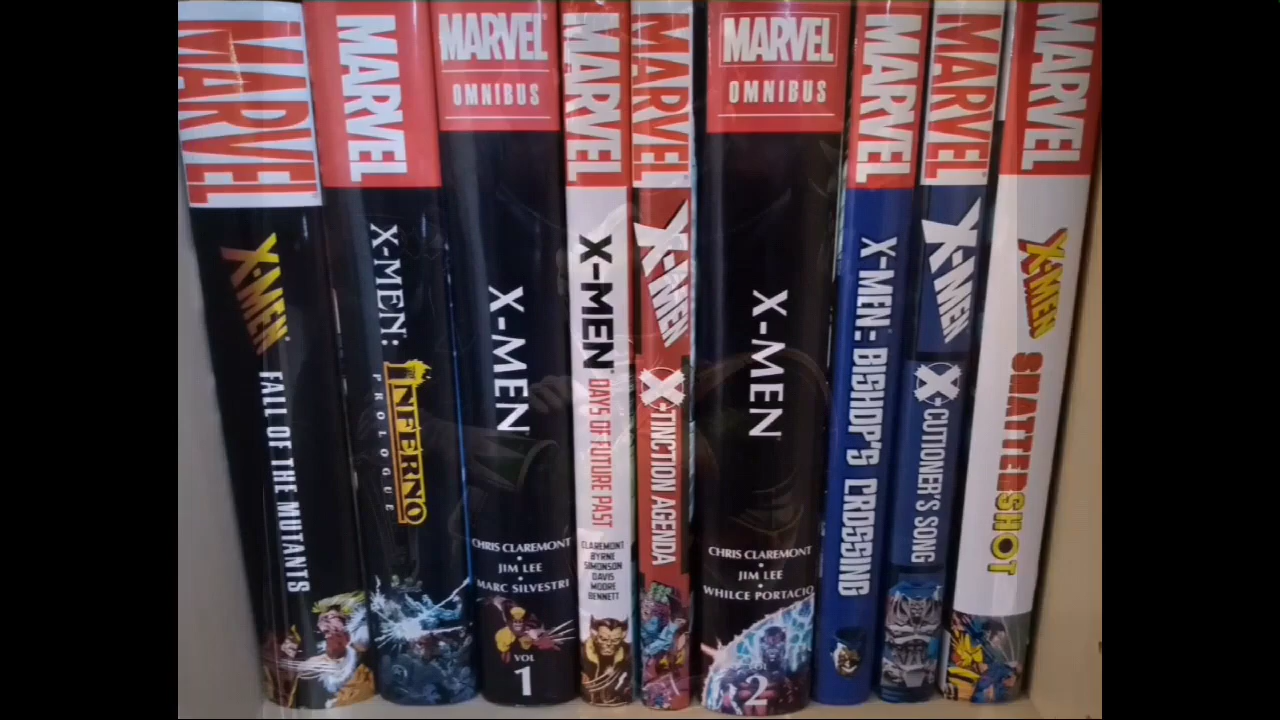 MARVEL
X-MEN
FALL OF THE MUTANTS
MARVEL
X-MEN:
PROLOGUE
INFERNO
MARVEL
OMNIBUS
X-MEN
CHRIS CLAREMONT
•
JIM LEE
•
MARC SILVESTRI
VOL
1
MARVEL
X-MEN
DAYS OF FUTURE PAST
CLAREMONT
BYRNE
SIMONSON
DAVIS
MOORE
BENNETT
MARVEL
X-MEN
X-TINCTION AGENDA
MARVEL
OMNIBUS
X-MEN
CHRIS CLAREMONT
•
JIM LEE
•
WHILCE PORTACIO
VOL
2
MARVEL
X-MEN: BISHOP'S CROSSING
MARVEL
X-MEN
X-CUTIONER'S SONG
MARVEL
X-MEN
SHATTERSHOT